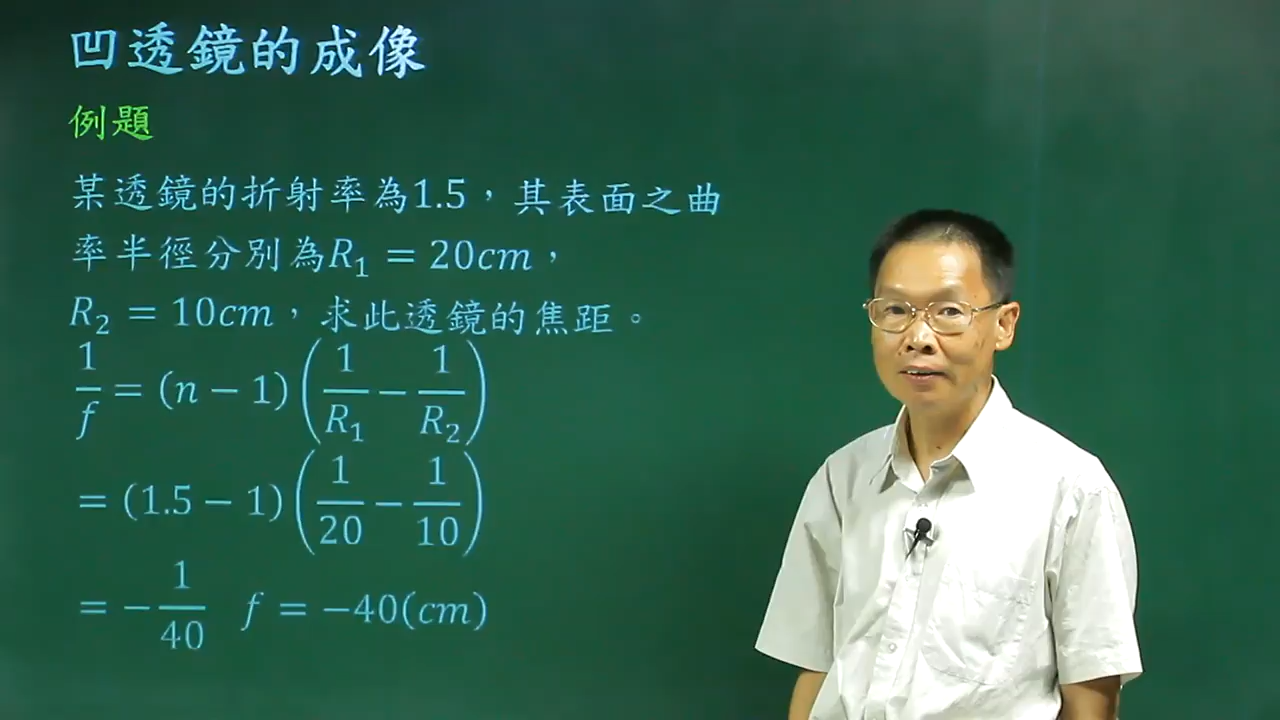 凹透鏡的成像
例題
某透鏡的折射率為1.5，其表面之曲
率半徑分別為R₁ = 20cm，
R₂ = 10cm，求此透鏡的焦距。
1/f = (n − 1)(1/R₁ − 1/R₂)
= (1.5 − 1)(1/20 − 1/10)
= −1/40 f = −40(cm)